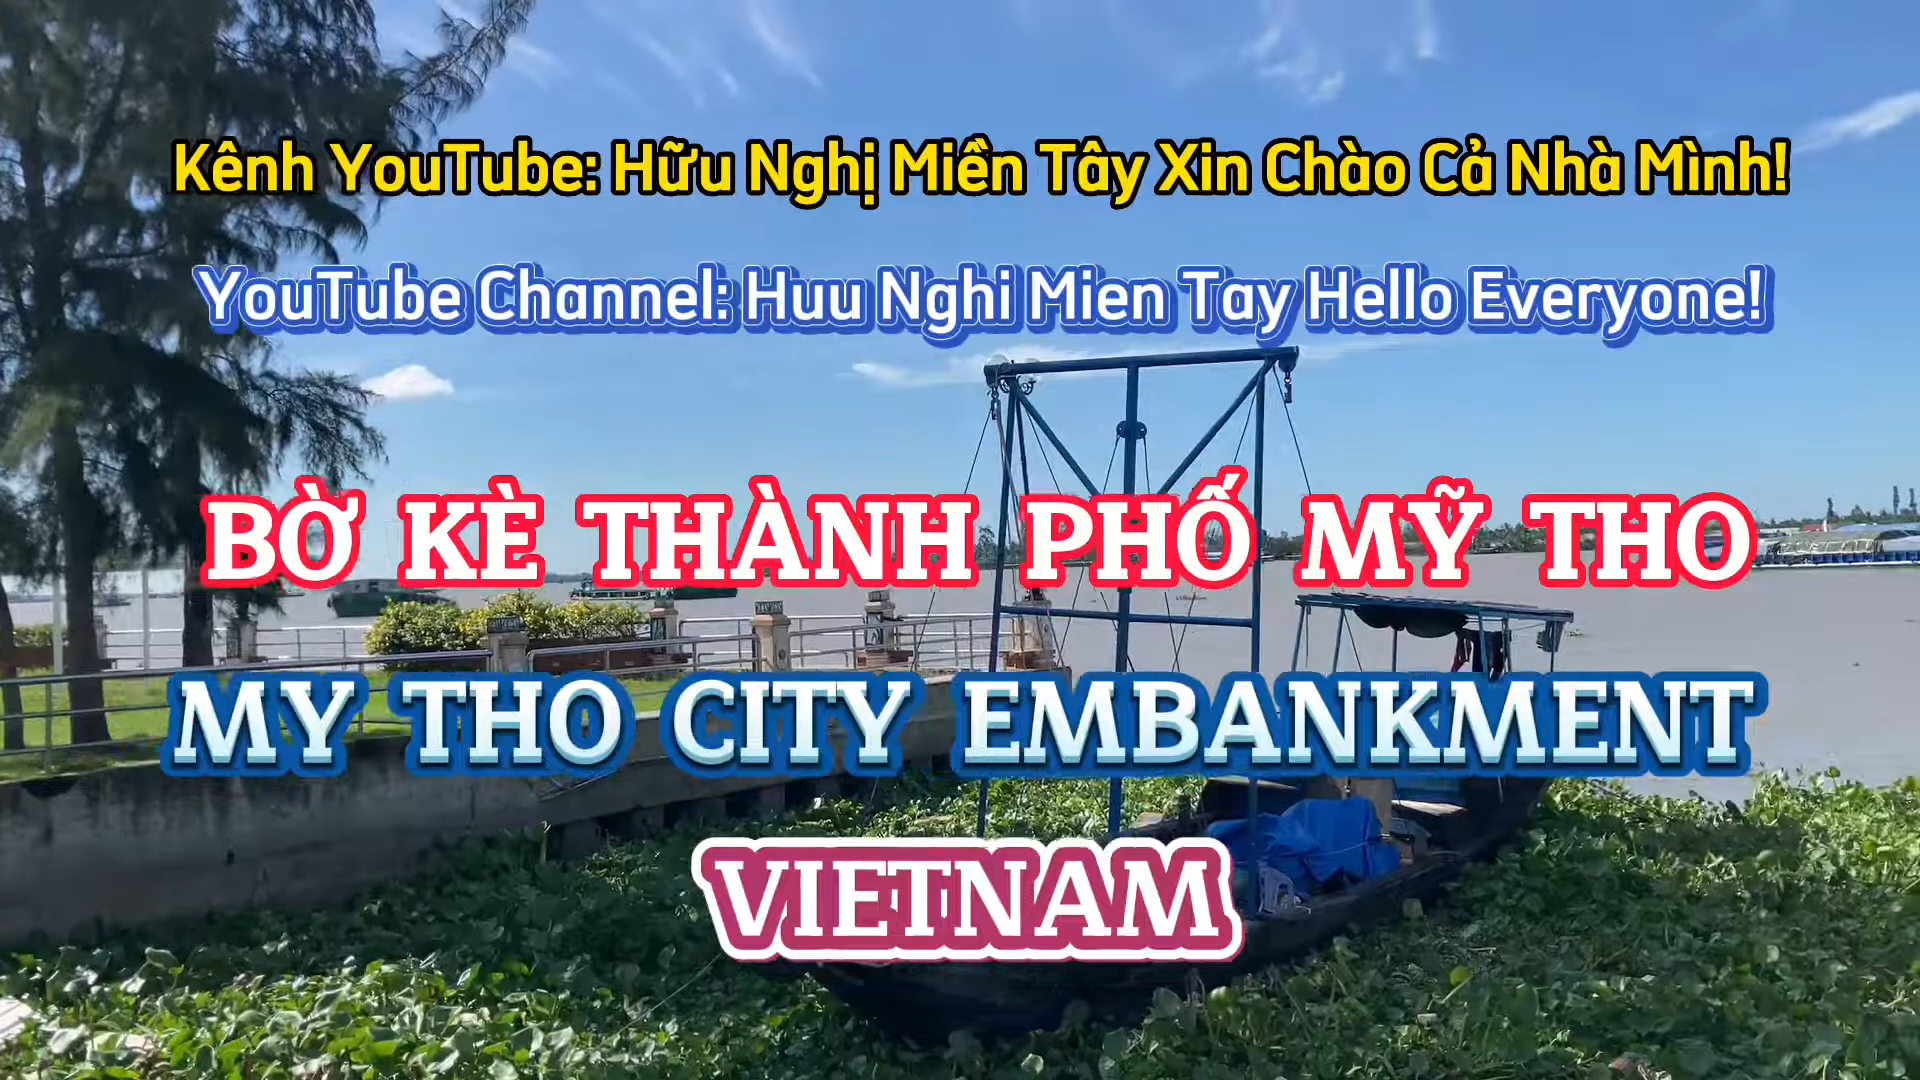 Kênh YouTube: Hữu Nghị Miền Tây Xin Chào Cả Nhà Mình!
YouTube Channel: Huu Nghi Mien Tay Hello Everyone!
BỜ KÈ THÀNH PHỐ MỸ THO
MY THO CITY EMBANKMENT
VIETNAM